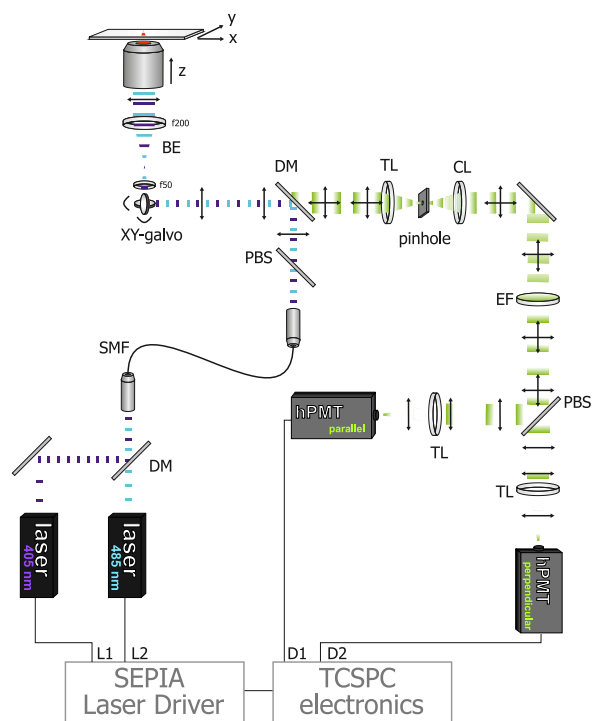 y
x
z
f200
BE
f50
XY-galvo
DM
TL
CL
pinhole
PBS
EF
SMF
hPMT
parallel
TL
PBS
DM
TL
laser
405 nm
laser
485 nm
hPMT
perpendicular
L1
L2
D1
D2
SEPIA
Laser Driver
TCSPC
electronics